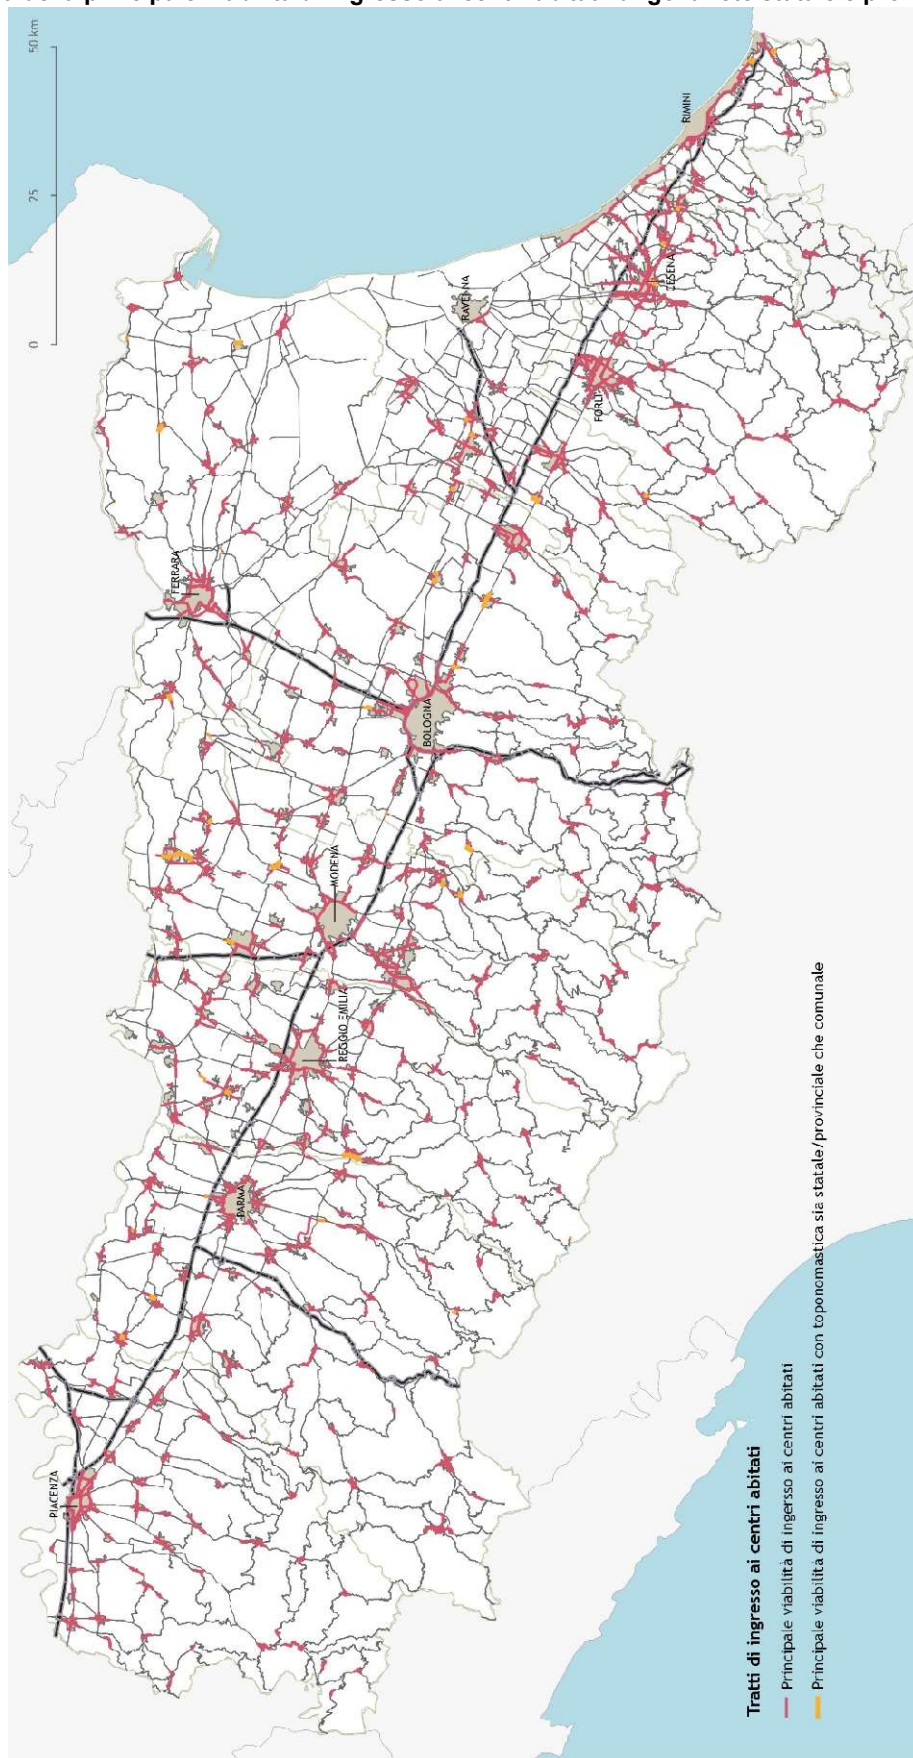 0 25 50 km
PIACENZA
PARMA
REGGIO EMILIA
MODENA
BOLOGNA
FERRARA
RAVENNA
FORLI'
CESENA
RIMINI
Tratti di ingresso ai centri abitati
Principale viabilità di ingersso ai centri abitati
Principale viabilità di ingresso ai centri abitati con toponomastica sia statale/provinciale che comunale